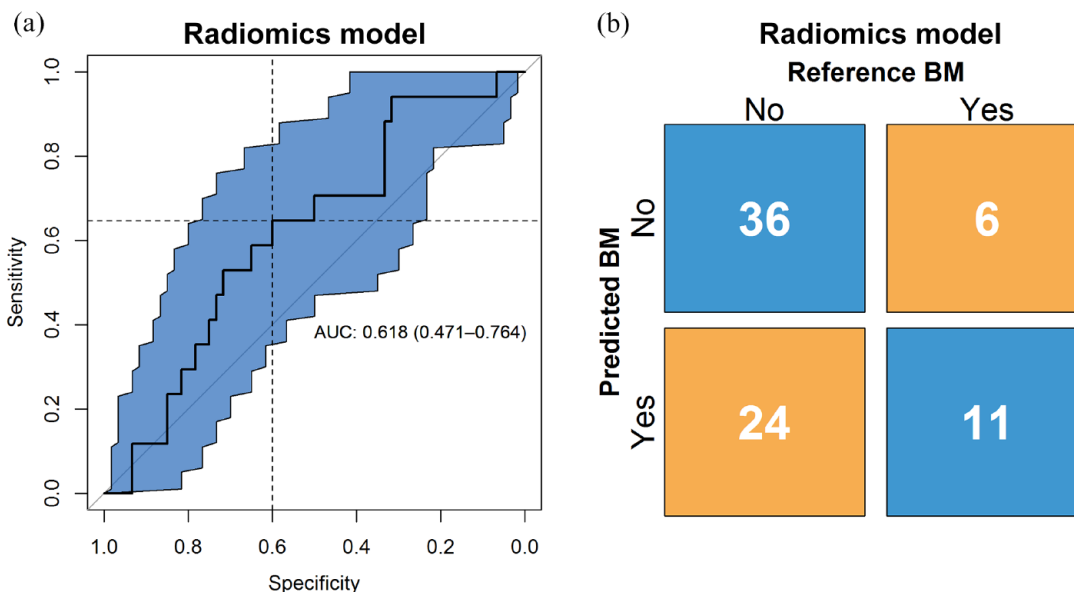 (a)
Radiomics model
1.0
0.8
0.6
0.4
0.2
0.0
Sensitivity
AUC: 0.618 (0.471–0.764)
1.0 0.8 0.6 0.4 0.2 0.0
Specificity
(b)
Radiomics model
Reference BM
No Yes
Predicted BM
No
36 6
Yes
24 11